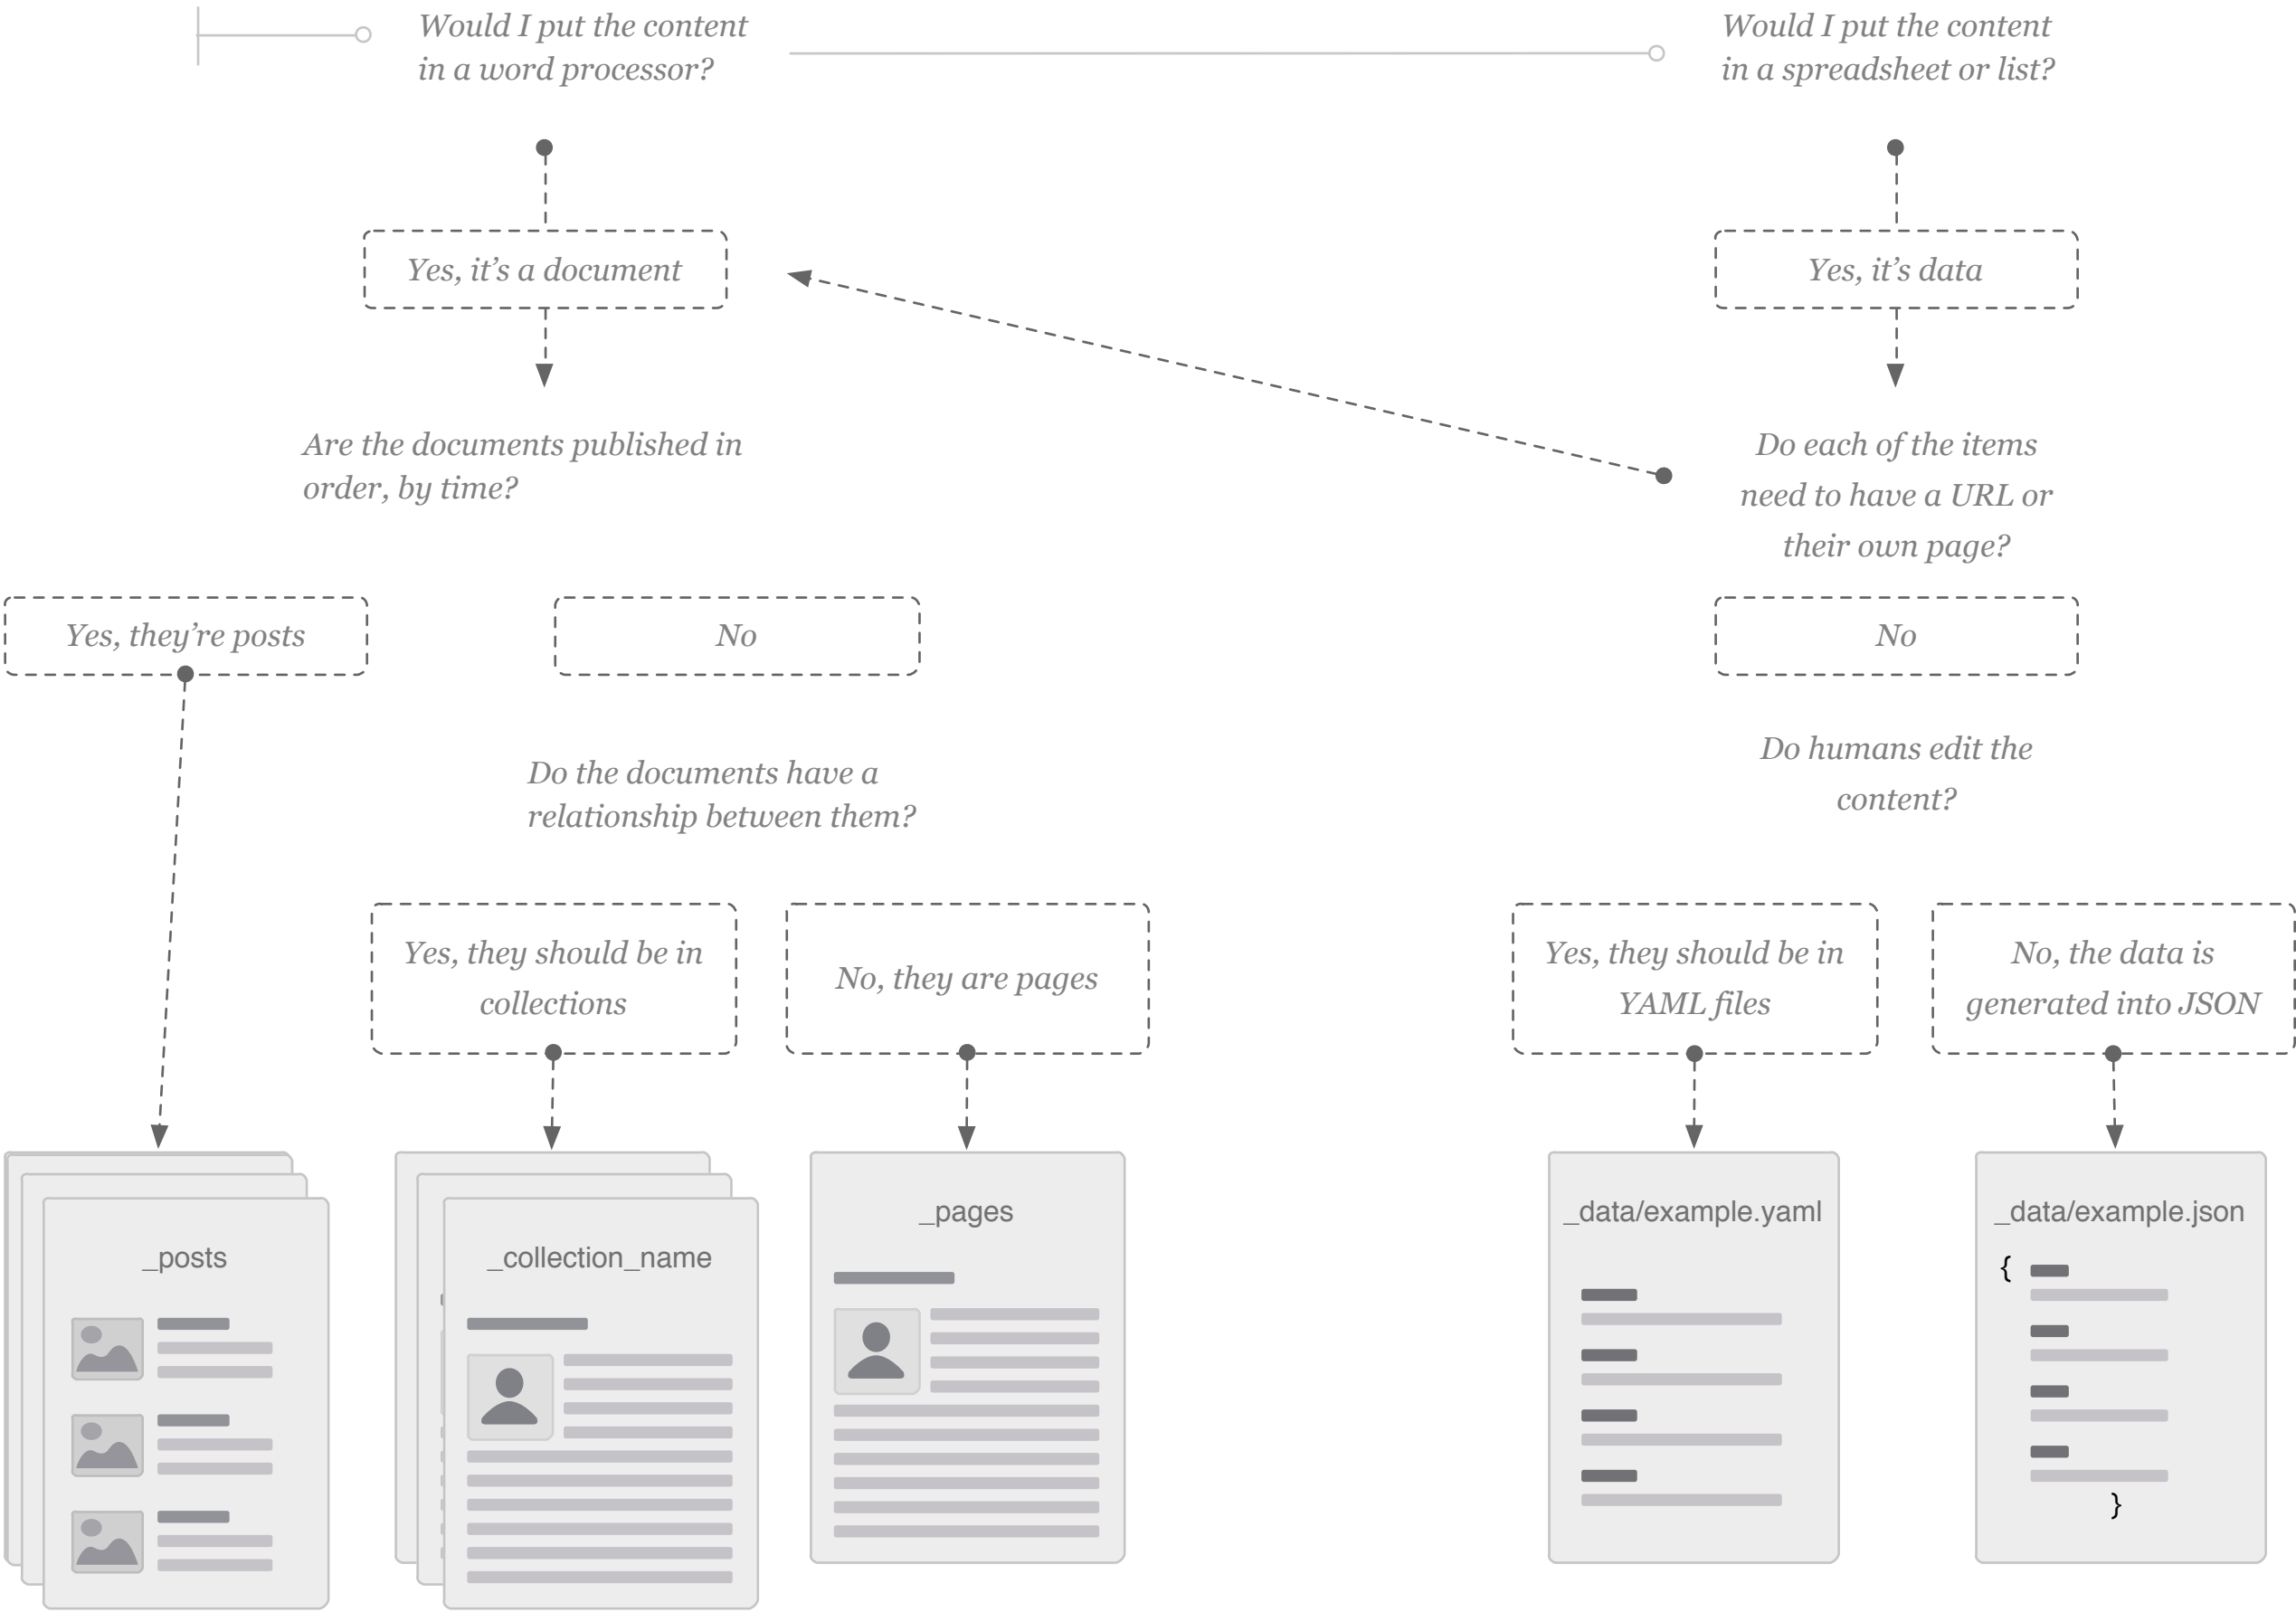 Would I put the content
in a word processor?
Would I put the content
in a spreadsheet or list?
Yes, it’s a document
Yes, it’s data
Are the documents published in
order, by time?
Do each of the items
need to have a URL or
their own page?
Yes, they’re posts
No
No
Do the documents have a
relationship between them?
Do humans edit the
content?
Yes, they should be in
collections
No, they are pages
Yes, they should be in
YAML files
No, the data is
generated into JSON
_posts
_collection_name
_pages
_data/example.yaml
_data/example.json
{
}